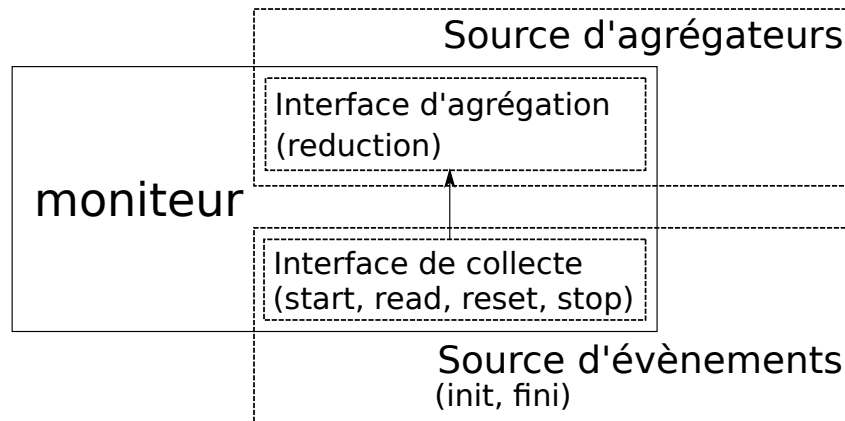 Source d'agrégateurs
Interface d'agrégation
(reduction)
moniteur
Interface de collecte
(start, read, reset, stop)
Source d'évènements
(init, fini)